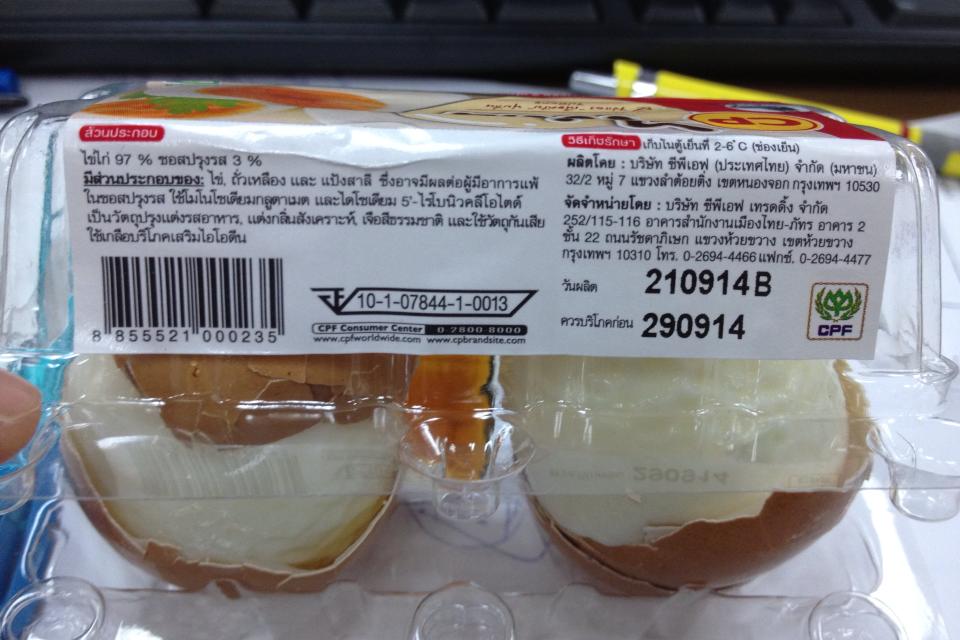 ส่วนประกอบ
ไข่ไก่ 97 % ซอสปรุงรส 3 %
มีส่วนประกอบของ: ไข่, ถั่วเหลือง และ แป้งสาลี ซึ่งอาจมีผลต่อผู้มีอาการแพ้
ในซอสปรุงรส ใช้โมโนโซเดียมกลูตาเมต และไดโซเดียม 5'-ไรโบนิวคลีโอไตด์
เป็นวัตถุปรุงแต่งรสอาหาร, แต่งกลิ่นสังเคราะห์, เจือสีธรรมชาติ และใช้วัตถุกันเสีย
ใช้เกลือบริโภคเสริมไอโอดีน
8 855521 000235
10-1-07844-1-0013
CPF Consumer Center 0 2800 8000
www.cpfworldwide.com www.cpbrandsite.com
CP
วิธีเก็บรักษา เก็บในตู้เย็นที่ 2-6°C (ช่องเย็น)
ผลิตโดย : บริษัท ซีพีเอฟ (ประเทศไทย) จำกัด (มหาชน)
32/2 หมู่ 7 แขวงลำต้อยติ่ง เขตหนองจอก กรุงเทพฯ 10530
จัดจำหน่ายโดย : บริษัท ซีพีเอฟ เทรดดิ้ง จำกัด
252/115-116 อาคารสำนักงานเมืองไทย-ภัทร อาคาร 2
ชั้น 22 ถนนรัชดาภิเษก แขวงห้วยขวาง เขตห้วยขวาง
กรุงเทพฯ 10310 โทร. 0-2694-4466 แฟกซ์. 0-2694-4477
วันผลิต 210914B
ควรบริโภคก่อน 290914
CPF